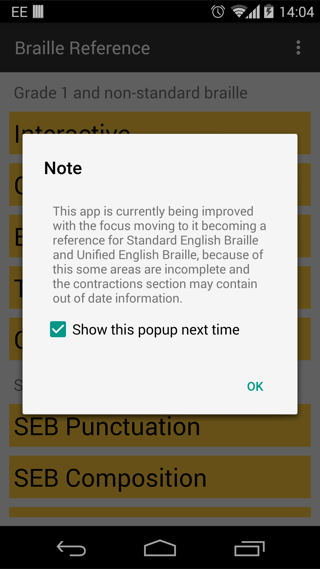 EE 14:04
Braille Reference
Grade 1 and non-standard braille
Interactive
Note
This app is currently being improved
with the focus moving to it becoming a
reference for Standard English Braille
and Unified English Braille, because of
this some areas are incomplete and
the contractions section may contain
out of date information.
Show this popup next time
OK
SEB Punctuation
SEB Composition